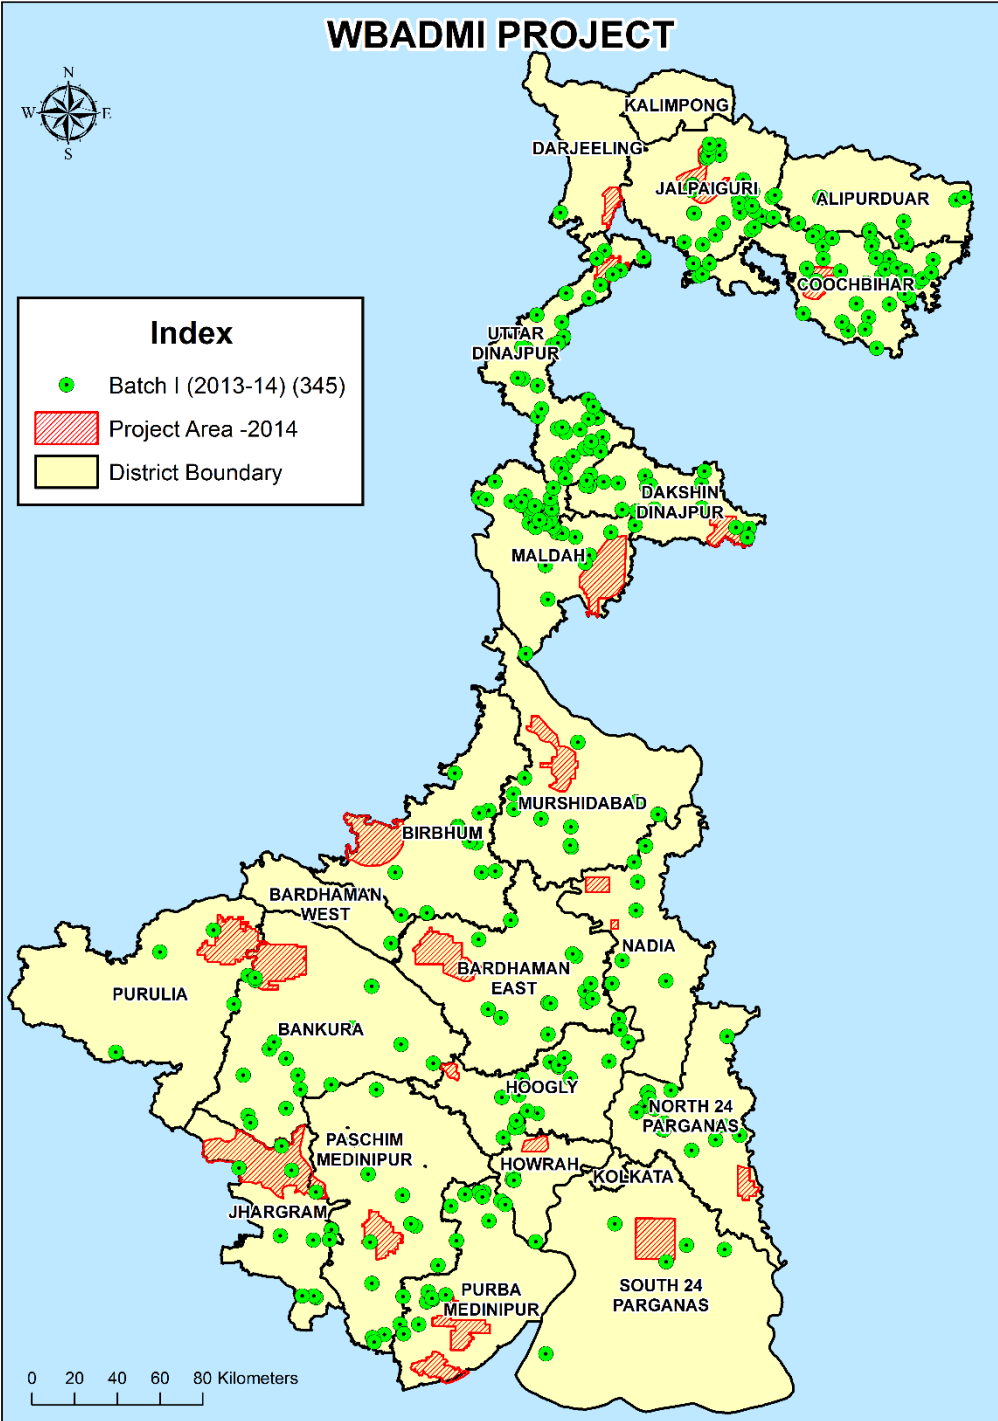 WBADMI PROJECT
N
W
E
S
KALIMPONG
DARJEELING
JALPAIGURI
ALIPURDUAR
COOCHBIHAR
Index
Batch I (2013-14) (345)
Project Area -2014
District Boundary
UTTAR
DINAJPUR
DAKSHIN
DINAJPUR
MALDAH
MURSHIDABAD
BIRBHUM
BARDHAMAN
WEST
NADIA
BARDHAMAN
EAST
PURULIA
BANKURA
HOOGLY
NORTH 24
PARGANAS
PASCHIM
MEDINIPUR
HOWRAH
KOLKATA
JHARGRAM
SOUTH 24
PARGANAS
PURBA
MEDINIPUR
0 20 40 60 80 Kilometers